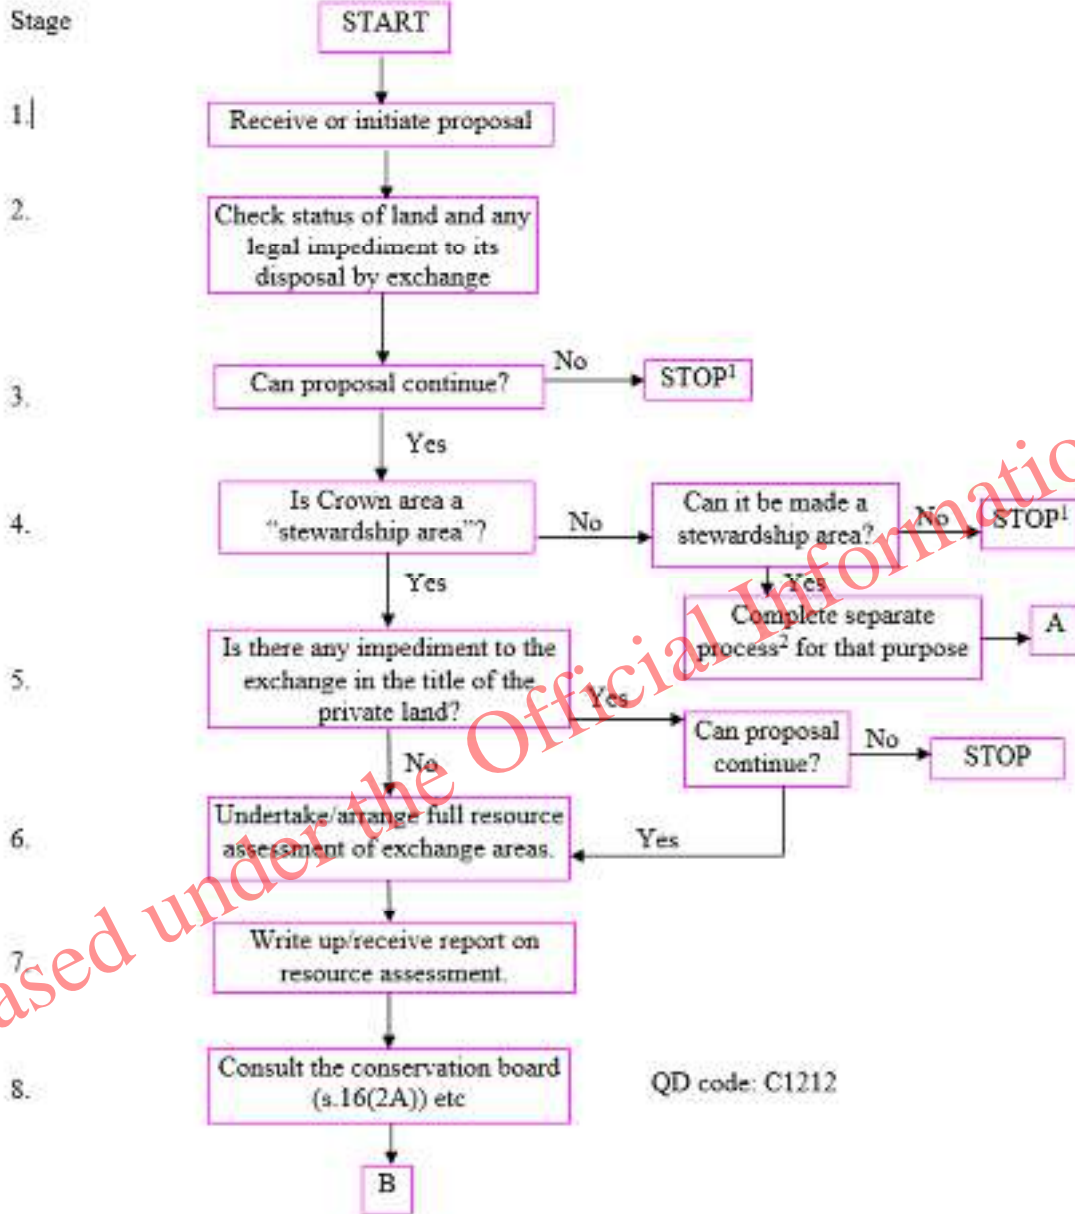 Stage
START
1.
Receive or initiate proposal
2.
Check status of land and any
legal impediment to its
disposal by exchange
3.
Can proposal continue?
No
STOP1
Yes
4.
Is Crown area a
“stewardship area”?
No
Can it be made a
stewardship area?
No
STOP1
Yes
Yes
Complete separate
process2 for that purpose
A
5.
Is there any impediment to the
exchange in the title of the
private land?
Yes
Can proposal
continue?
No
STOP
No
6.
Undertake/arrange full resource
assessment of exchange areas.
Yes
7.
Write up/receive report on
resource assessment.
8.
Consult the conservation board
(s.16(2A)) etc
QD code: C1212
B
ased under the Official Informatio